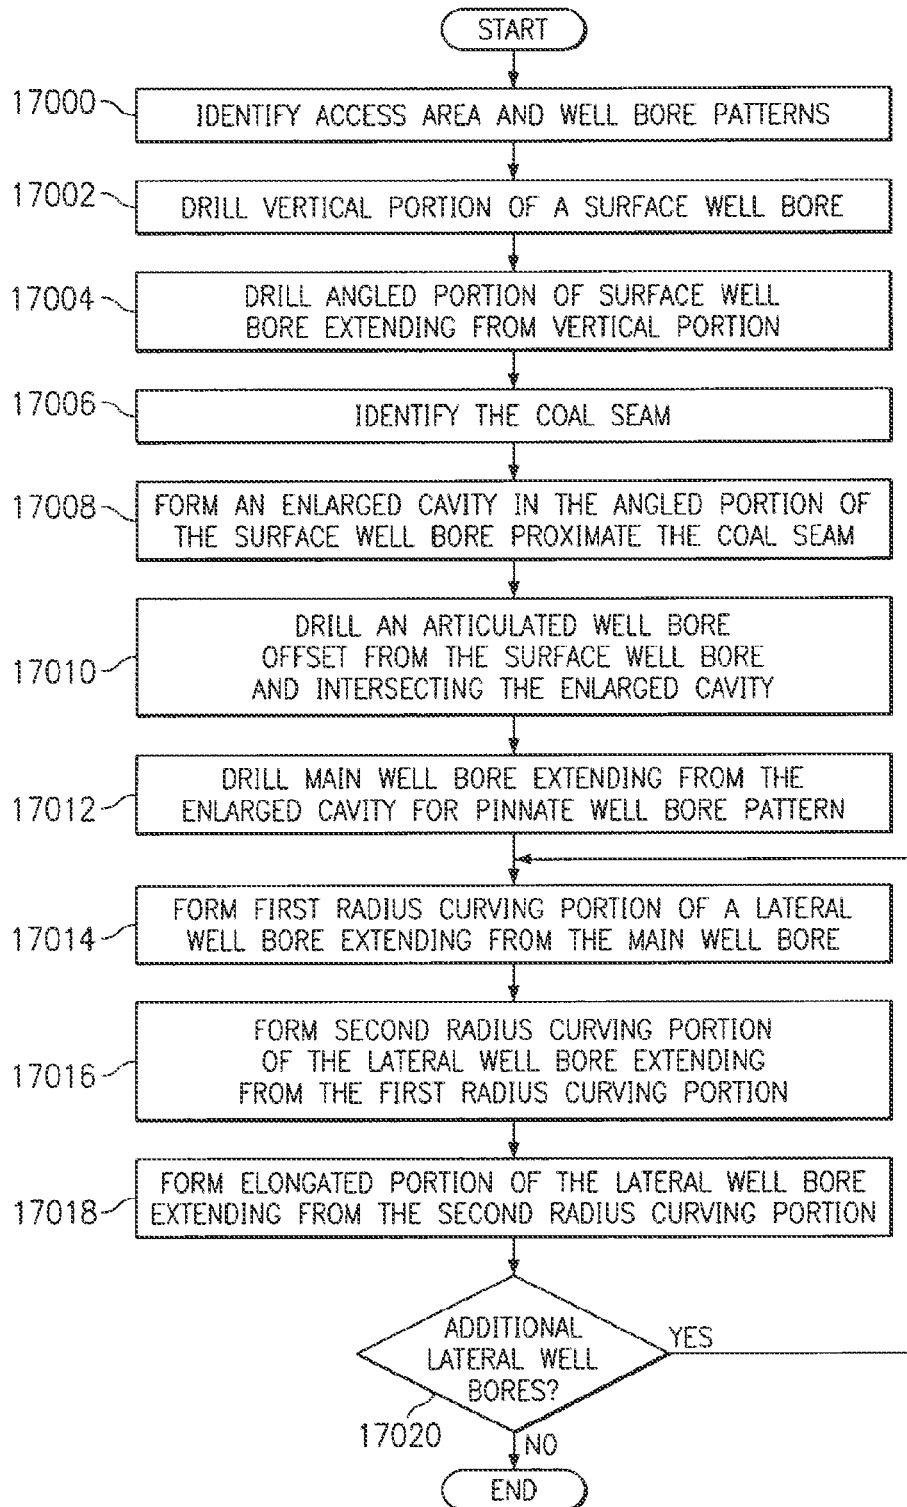 START
17000
IDENTIFY ACCESS AREA AND WELL BORE PATTERNS
17002
DRILL VERTICAL PORTION OF A SURFACE WELL BORE
17004
DRILL ANGLED PORTION OF SURFACE WELL
BORE EXTENDING FROM VERTICAL PORTION
17006
IDENTIFY THE COAL SEAM
17008
FORM AN ENLARGED CAVITY IN THE ANGLED PORTION OF
THE SURFACE WELL BORE PROXIMATE THE COAL SEAM
17010
DRILL AN ARTICULATED WELL BORE
OFFSET FROM THE SURFACE WELL BORE
AND INTERSECTING THE ENLARGED CAVITY
17012
DRILL MAIN WELL BORE EXTENDING FROM THE
ENLARGED CAVITY FOR PINNATE WELL BORE PATTERN
17014
FORM FIRST RADIUS CURVING PORTION OF A LATERAL
WELL BORE EXTENDING FROM THE MAIN WELL BORE
17016
FORM SECOND RADIUS CURVING PORTION
OF THE LATERAL WELL BORE EXTENDING
FROM THE FIRST RADIUS CURVING PORTION
17018
FORM ELONGATED PORTION OF THE LATERAL WELL BORE
EXTENDING FROM THE SECOND RADIUS CURVING PORTION
ADDITIONAL
LATERAL WELL
BORES?
YES
17020
NO
END